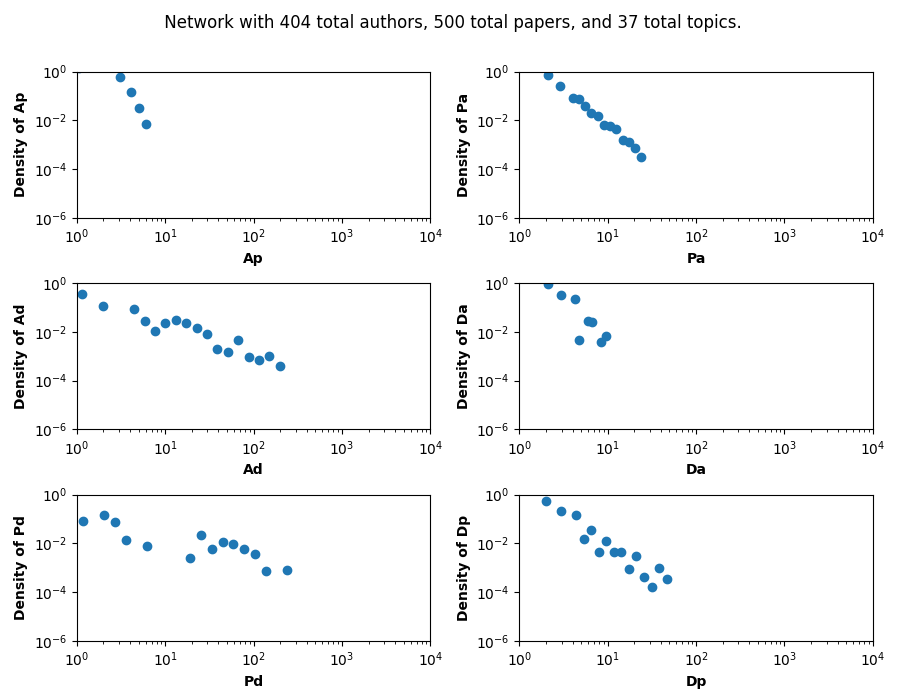 Network with 404 total authors, 500 total papers, and 37 total topics.
Density of Ap
10^0
10^-2
10^-4
10^-6
10^0 10^1 10^2 10^3 10^4
Ap
Density of Pa
10^0
10^-2
10^-4
10^-6
10^0 10^1 10^2 10^3 10^4
Pa
Density of Ad
10^0
10^-2
10^-4
10^-6
10^0 10^1 10^2 10^3 10^4
Ad
Density of Da
10^0
10^-2
10^-4
10^-6
10^0 10^1 10^2 10^3 10^4
Da
Density of Pd
10^0
10^-2
10^-4
10^-6
10^0 10^1 10^2 10^3 10^4
Pd
Density of Dp
10^0
10^-2
10^-4
10^-6
10^0 10^1 10^2 10^3 10^4
Dp